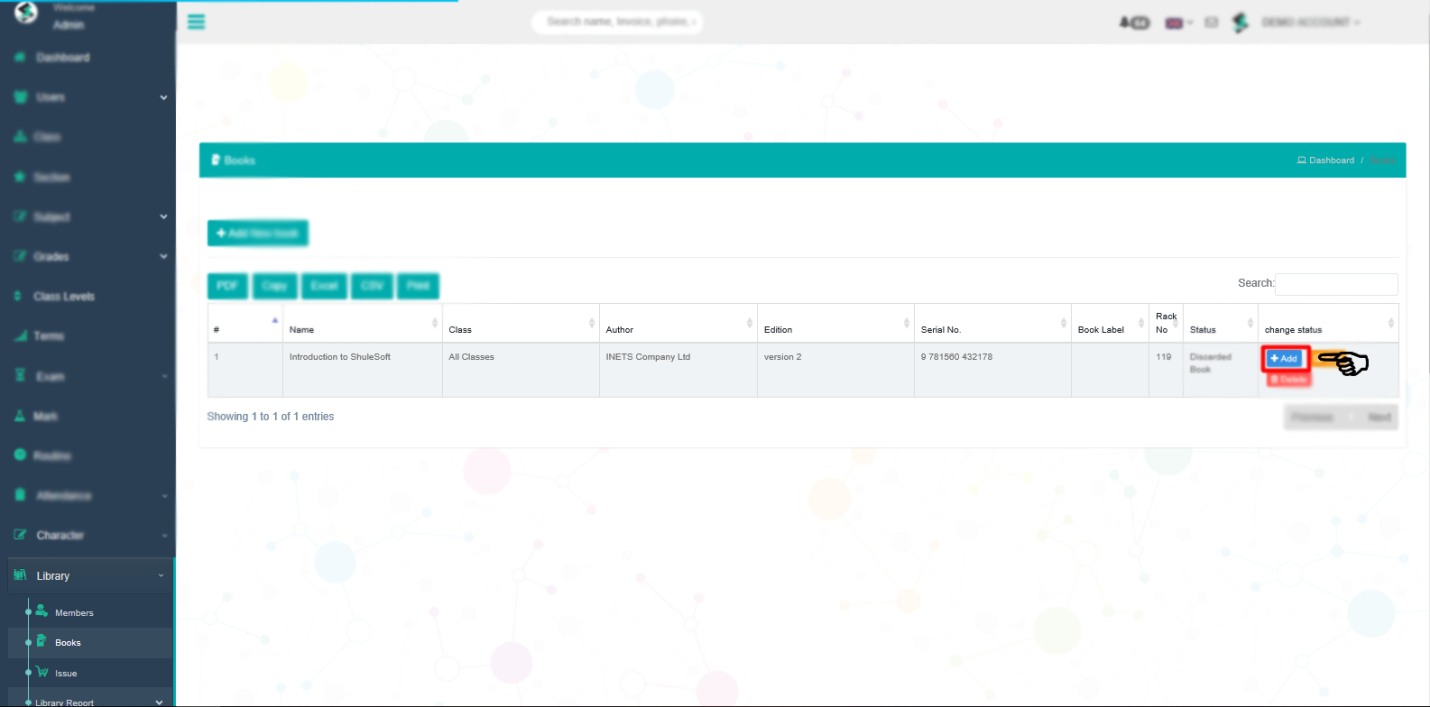 Welcome
Admin
Search name, Invoice, phone,
DEMO ACCOUNT
Dashboard
Users
Class
Section
Subject
Grades
Class Levels
Terms
Exam
Mark
Routine
Attendance
Character
Library
Members
Books
Issue
Library Report
Books
Dashboard /
Add New book
PDF Copy Excel CSV Print
Search:
# Name Class Author Edition Serial No. Book Label Rack No Status change status
1 Introduction to ShuleSoft All Classes INETS Company Ltd version 2 9 781560 432178 119 Discarded Book Add
Delete
Showing 1 to 1 of 1 entries
Previous Next